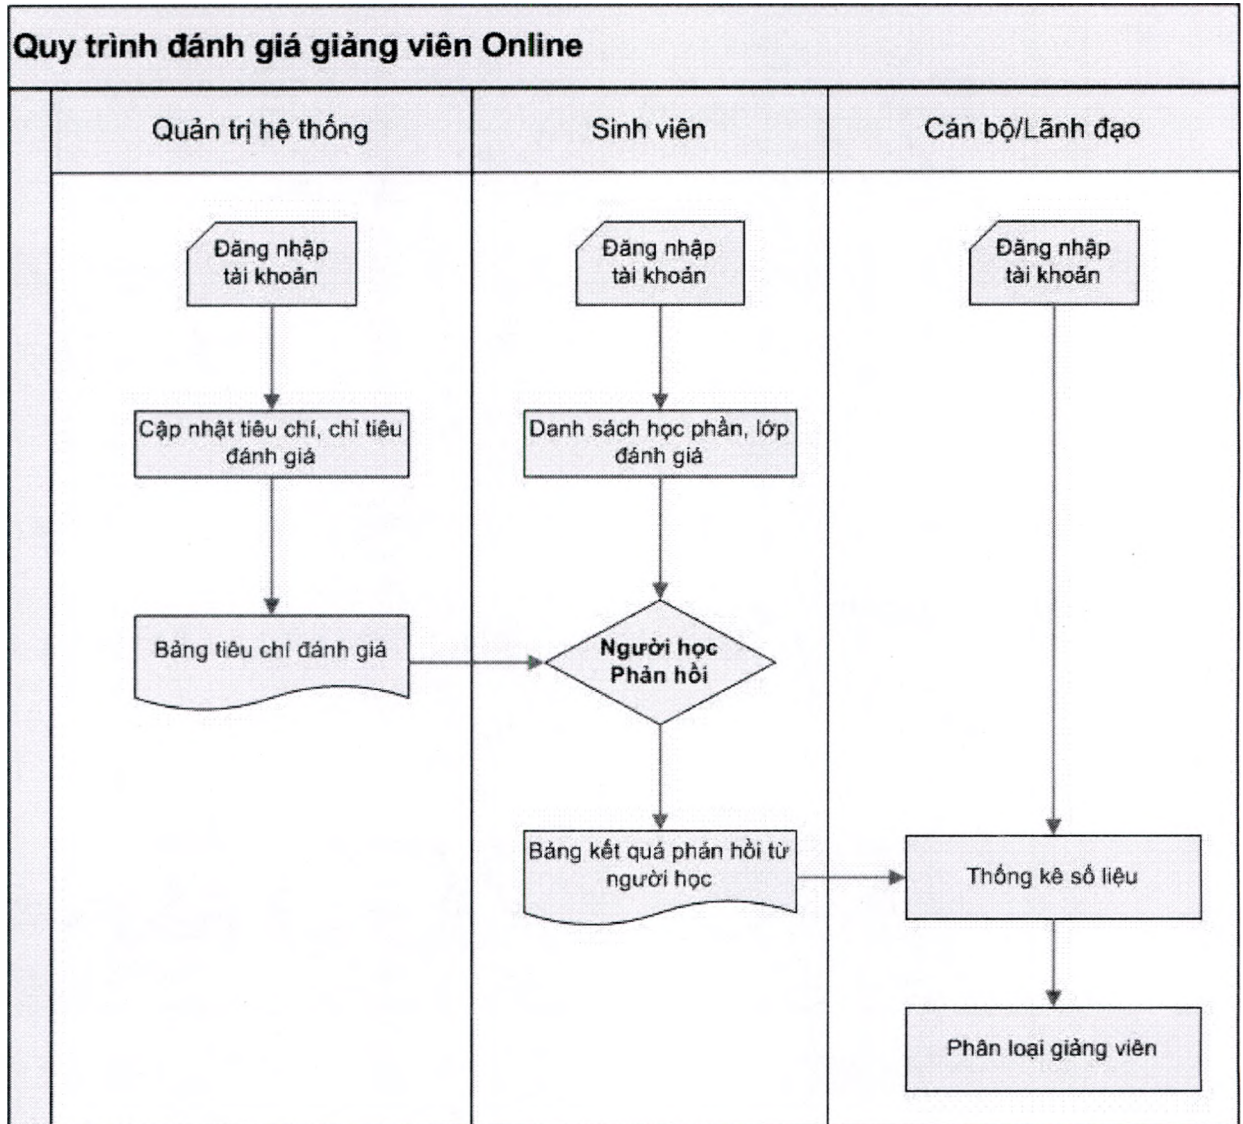 Quy trình đánh giá giảng viên Online
Quản trị hệ thống
Sinh viên
Cán bộ/Lãnh đạo
Đăng nhập
tài khoản
Đăng nhập
tài khoản
Đăng nhập
tài khoản
Cập nhật tiêu chí, chỉ tiêu
đánh giá
Danh sách học phần, lớp
đánh giá
Bảng tiêu chí đánh giá
Người học
Phản hồi
Bảng kết quả phản hồi từ
người học
Thống kê số liệu
Phân loại giảng viên